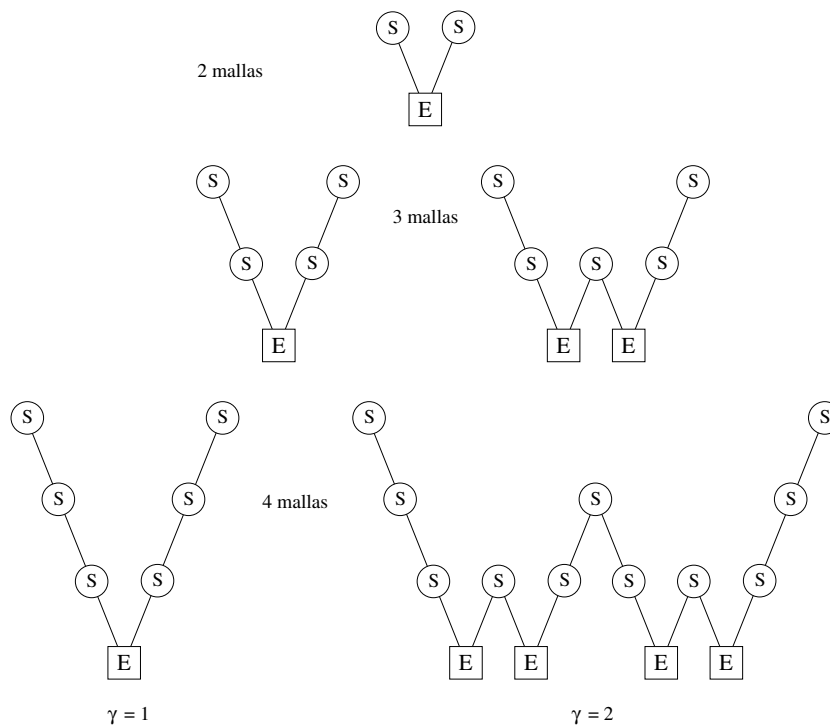 S S
2 mallas
E
S S S S
3 mallas
S S S S S
E E E
S S S S
S S S S S
4 mallas
S S S S S S S S
E E E E E
γ = 1 γ = 2